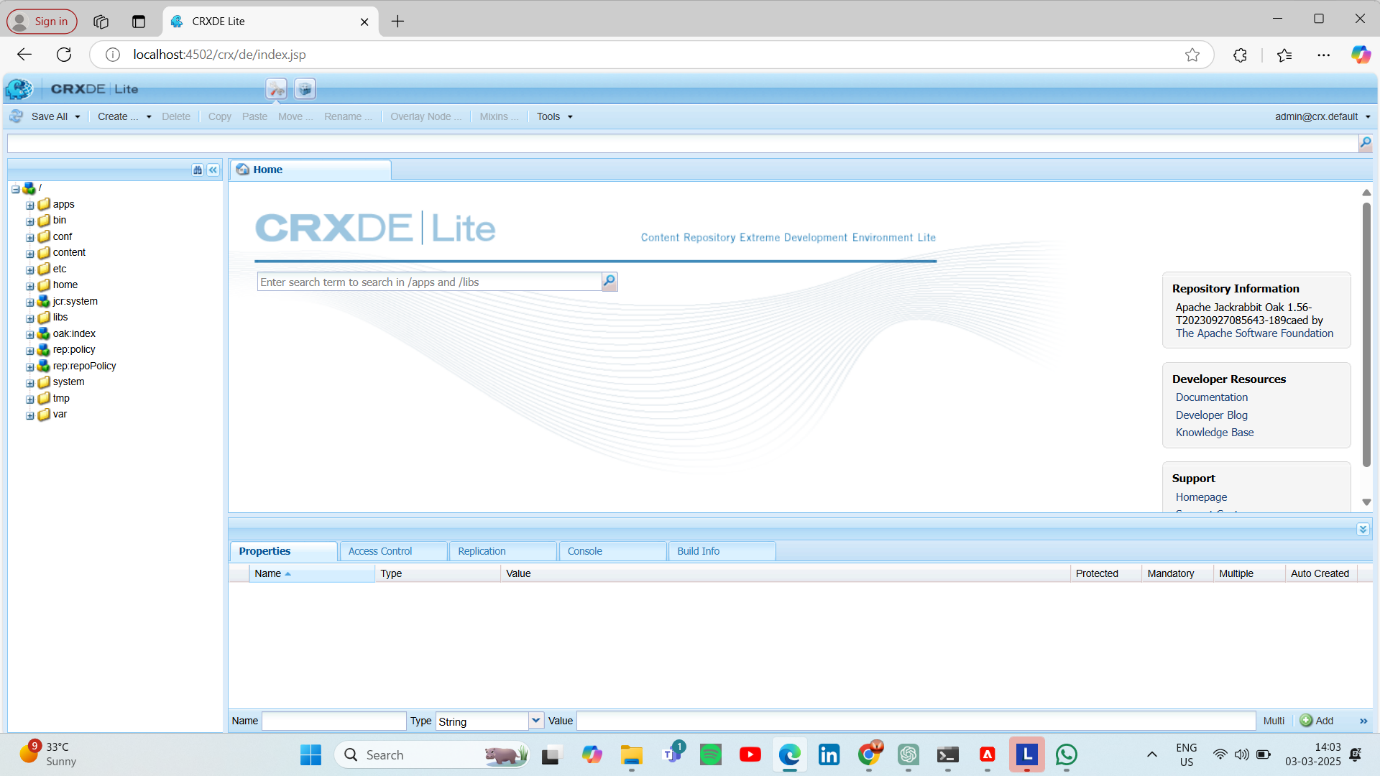 Sign in
CRXDE Lite
localhost:4502/crx/de/index.jsp
CRXDE | Lite
Save All Create ... Delete Copy Paste Move ... Rename ... Overlay Node ... Mixins ... Tools admin@crx.default
Home
/
apps
bin
conf
content
etc
home
jcr:system
libs
oak:index
rep:policy
rep:repoPolicy
system
tmp
var
CRXDE | Lite
Content Repository Extreme Development Environment Lite
Enter search term to search in /apps and /libs
Repository Information
Apache Jackrabbit Oak 1.56-
T20230927085643-189caed by
The Apache Software Foundation
Developer Resources
Documentation
Developer Blog
Knowledge Base
Support
Homepage
Properties Access Control Replication Console Build Info
Name Type Value Protected Mandatory Multiple Auto Created
Name Type String Value Multi Add
9 33°C
Sunny
Search
1
L
ENG
US
14:03
03-03-2025